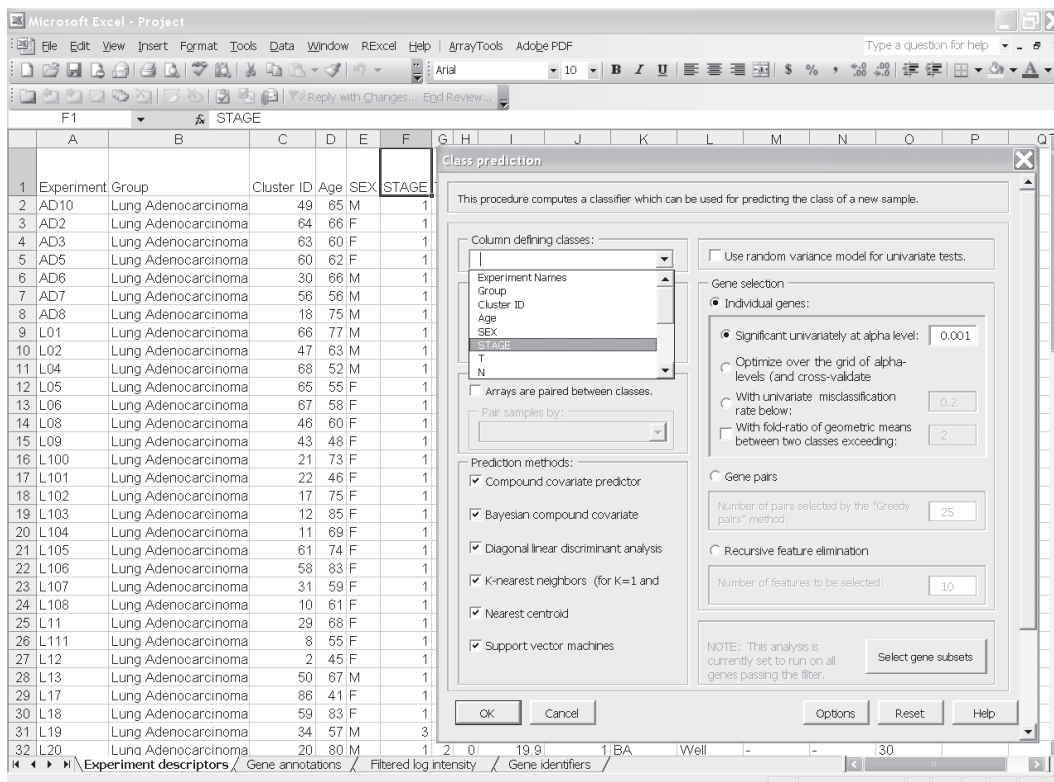 Microsoft Excel - Project
File Edit View Insert Format Tools Data Window RExcel Help ArrayTools Adobe PDF Type a question for help
Arial 10 B I U $ % , A
Reply with Changes... End Review...
F1 fx STAGE
A B C D E F G H I J K L M N O P Q
1 Experiment Group Cluster ID Age SEX STAGE
2 AD10 Lung Adenocarcinoma 49 65 M 1
3 AD2 Lung Adenocarcinoma 64 66 F 1
4 AD3 Lung Adenocarcinoma 63 60 F 1
5 AD5 Lung Adenocarcinoma 60 62 F 1
6 AD6 Lung Adenocarcinoma 30 66 M 1
7 AD7 Lung Adenocarcinoma 56 56 M 1
8 AD8 Lung Adenocarcinoma 18 75 M 1
9 L01 Lung Adenocarcinoma 66 77 M 1
10 L02 Lung Adenocarcinoma 47 63 M 1
11 L04 Lung Adenocarcinoma 68 52 M 1
12 L05 Lung Adenocarcinoma 65 55 F 1
13 L06 Lung Adenocarcinoma 67 58 F 1
14 L08 Lung Adenocarcinoma 46 60 F 1
15 L09 Lung Adenocarcinoma 43 48 F 1
16 L100 Lung Adenocarcinoma 21 73 F 1
17 L101 Lung Adenocarcinoma 22 46 F 1
18 L102 Lung Adenocarcinoma 17 75 F 1
19 L103 Lung Adenocarcinoma 12 85 F 1
20 L104 Lung Adenocarcinoma 11 69 F 1
21 L105 Lung Adenocarcinoma 61 74 F 1
22 L106 Lung Adenocarcinoma 58 83 F 1
23 L107 Lung Adenocarcinoma 31 59 F 1
24 L108 Lung Adenocarcinoma 10 61 F 1
25 L11 Lung Adenocarcinoma 29 68 F 1
26 L111 Lung Adenocarcinoma 8 55 F 1
27 L12 Lung Adenocarcinoma 2 45 F 1
28 L13 Lung Adenocarcinoma 50 67 M 1
29 L17 Lung Adenocarcinoma 86 41 F 1
30 L18 Lung Adenocarcinoma 59 83 F 1
31 L19 Lung Adenocarcinoma 34 57 M 3
32 L20 Lung Adenocarcinoma 20 80 M 1 2 0 19.9 1 BA Well - - 30
Experiment descriptors Gene annotations Filtered log intensity Gene identifiers
Class prediction
This procedure computes a classifier which can be used for predicting the class of a new sample.
Column defining classes:
Experiment Names
Group
Cluster ID
Age
SEX
STAGE
T
N
Arrays are paired between classes.
Pair samples by:
Prediction methods:
Compound covariate predictor
Bayesian compound covariate
Diagonal linear discriminant analysis
K-nearest neighbors (for K=1 and
Nearest centroid
Support vector machines
Use random variance model for univariate tests.
Gene selection
Individual genes:
Significant univariately at alpha level: 0.001
Optimize over the grid of alpha-
levels (and cross-validate
With univariate misclassification
rate below: 0.2
With fold-ratio of geometric means
between two classes exceeding: 2
Gene pairs
Number of pairs selected by the "Greedy
pairs" method: 25
Recursive feature elimination
Number of features to be selected: 10
NOTE: This analysis is
currently set to run on all
genes passing the filter.
Select gene subsets
OK Cancel Options Reset Help